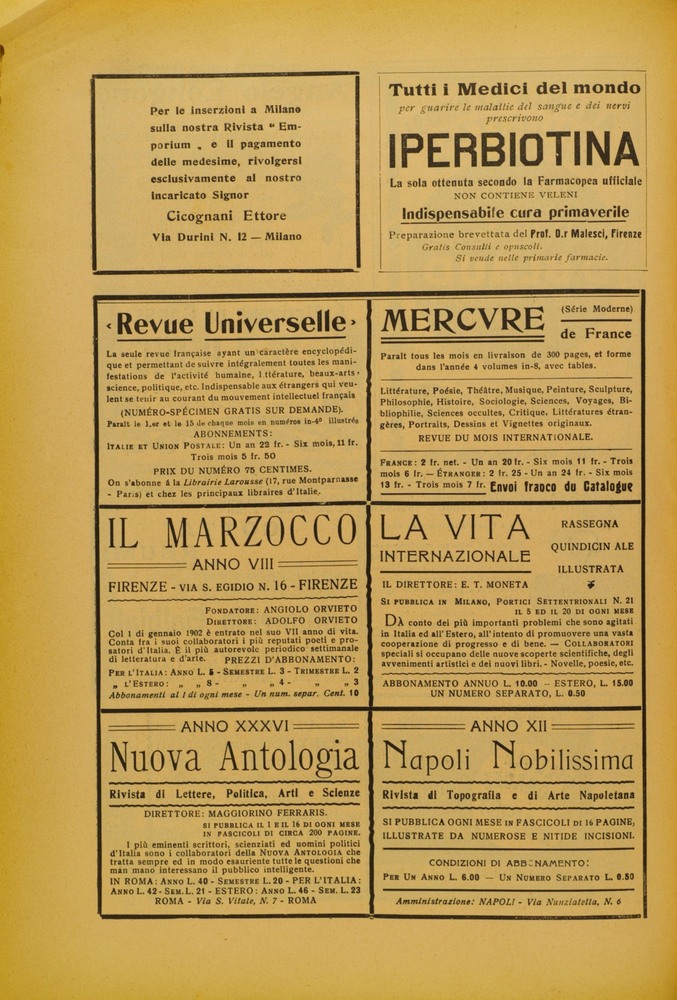 Per le inserzioni a Milano
sulla nostra Rivista “ Em-
porium „ e il pagamento
delle medesime, rivolgersi
esclusivamente al nostro
incaricato Signor
Cicognani Ettore
Via Durini N. 12 — Milano
Tutti i Medici del mondo
per guarire le malattie del sangue e dei nervi
prescrivono
IPERBIOTINA
La sola ottenuta secondo la Farmacopea ufficiale
NON CONTIENE VELENI
Indispensabile cura primaverile
Preparazione brevettata del Prof. D.r Malesci, Firenze
Gratis Consulti e opuscoli.
Si vende nelle primarie farmacie.
‹ Revue Universelle ›
La seule revue française ayant un caractère encyclopédi-
que et permettant de suivre intégralement toutes les mani-
festations de l'activité humaine, l ttérature, beaux-arts,
science, politique, etc. Indispensable aux étrangers qui veu-
lent se tenir au courant du mouvement intellectuel français
(NUMÉRO-SPÉCIMEN GRATIS SUR DEMANDE).
Paraît le 1.er et le 15 de chaque mois en numéros in-4º illustrés
ABONNEMENTS:
ITALIE ET UNION POSTALE: Un an 22 fr. - Six mois, 11 fr.
Trois mois 5 fr. 50
PRIX DU NUMÉRO 75 CENTIMES.
On s'abonne à la Librairie Larousse (17, rue Montparnasse
- Paris) et chez les principaux libraires d'Italie.
MERCVRE (Série Moderne)
de France
Paraît tous les mois en livraison de 300 pages, et forme
dans l'année 4 volumes in-8, avec tables.
Littérature, Poésie, Théâtre, Musique, Peinture, Sculpture,
Philosophie, Histoire, Sociologie, Sciences, Voyages, Bi-
bliophilie, Sciences occultes, Critique, Littératures étran-
gères, Portraits, Dessins et Vignettes originaux.
REVUE DU MOIS INTERNATIONALE.
FRANCE: 2 fr. net. - Un an 20 fr. - Six mois 11 fr. - Trois
mois 6 fr. — ÉTRANGER: 2 fr. 25 - Un an 24 fr. - Six mois
13 fr. - Trois mois 7 fr. Envoi franco du Catalogue
IL MARZOCCO
ANNO VIII
FIRENZE - VIA S. EGIDIO N. 16 - FIRENZE
FONDATORE: ANGIOLO ORVIETO
DIRETTORE: ADOLFO ORVIETO
Col 1 di gennaio 1902 è entrato nel suo VII anno di vita.
Conta fra i suoi collaboratori i più reputati poeti e pro-
satori d'Italia. È il più autorevole periodico settimanale
di letteratura e d'arte. PREZZI D'ABBONAMENTO:
PER L'ITALIA: ANNO L. 5 - SEMESTRE L. 3 - TRIMESTRE L. 2
„ L'ESTERO: „ „ 8 - „ „ 4 - „ „ 3
Abbonamenti al 1 di ogni mese - Un num. separ. Cent. 10
LA VITA
INTERNAZIONALE
RASSEGNA
QUINDICIN ALE
ILLUSTRATA
IL DIRETTORE: E. T. MONETA
SI PUBBLICA IN MILANO, PORTICI SETTENTRIONALI N. 21
IL 5 ED IL 20 DI OGNI MESE
DÀ conto dei più importanti problemi che sono agitati
in Italia ed all' Estero, all'intento di promuovere una vasta
cooperazione di progresso e di bene. — COLLABORATORI
speciali si occupano delle nuove scoperte scientifiche, degli
avvenimenti artistici e dei nuovi libri. - Novelle, poesie, etc.
ABBONAMENTO ANNUO L. 10.00 - ESTERO, L. 15.00
UN NUMERO SEPARATO, L. 0.50
ANNO XXXVI
Nuova Antologia
Rivista di Lettere, Politica, Arti e Scienze
DIRETTORE: MAGGIORINO FERRARIS.
SI PUBBLICA IL 1 E IL 16 DI OGNI MESE
IN FASCICOLI DI CIRCA 200 PAGINE.
I più eminenti scrittori, scienziati ed uomini politici
d'Italia sono i collaboratori della NUOVA ANTOLOGIA che
tratta sempre ed in modo esauriente tutte le questioni che
man mano interessano il pubblico intelligente.
IN ROMA: ANNO L. 40 - SEMESTRE L. 20 - PER L'ITALIA:
ANNO L. 42 - SEM. L. 21 - ESTERO: ANNO L. 46 - SEM. L. 23
ROMA - Via S. Vitale, N. 7 - ROMA
ANNO XII
Napoli Nobilissima
Rivista di Topografia e di Arte Napoletana
SI PUBBLICA OGNI MESE IN FASCICOLI DI 16 PAGINE,
ILLUSTRATE DA NUMEROSE E NITIDE INCISIONI.
CONDIZIONI DI ABBONAMENTO:
PER UN ANNO L. 6.00 — UN NUMERO SEPARATO L. 0.50
Amministrazione: NAPOLI - Via Nunziatella, N. 6